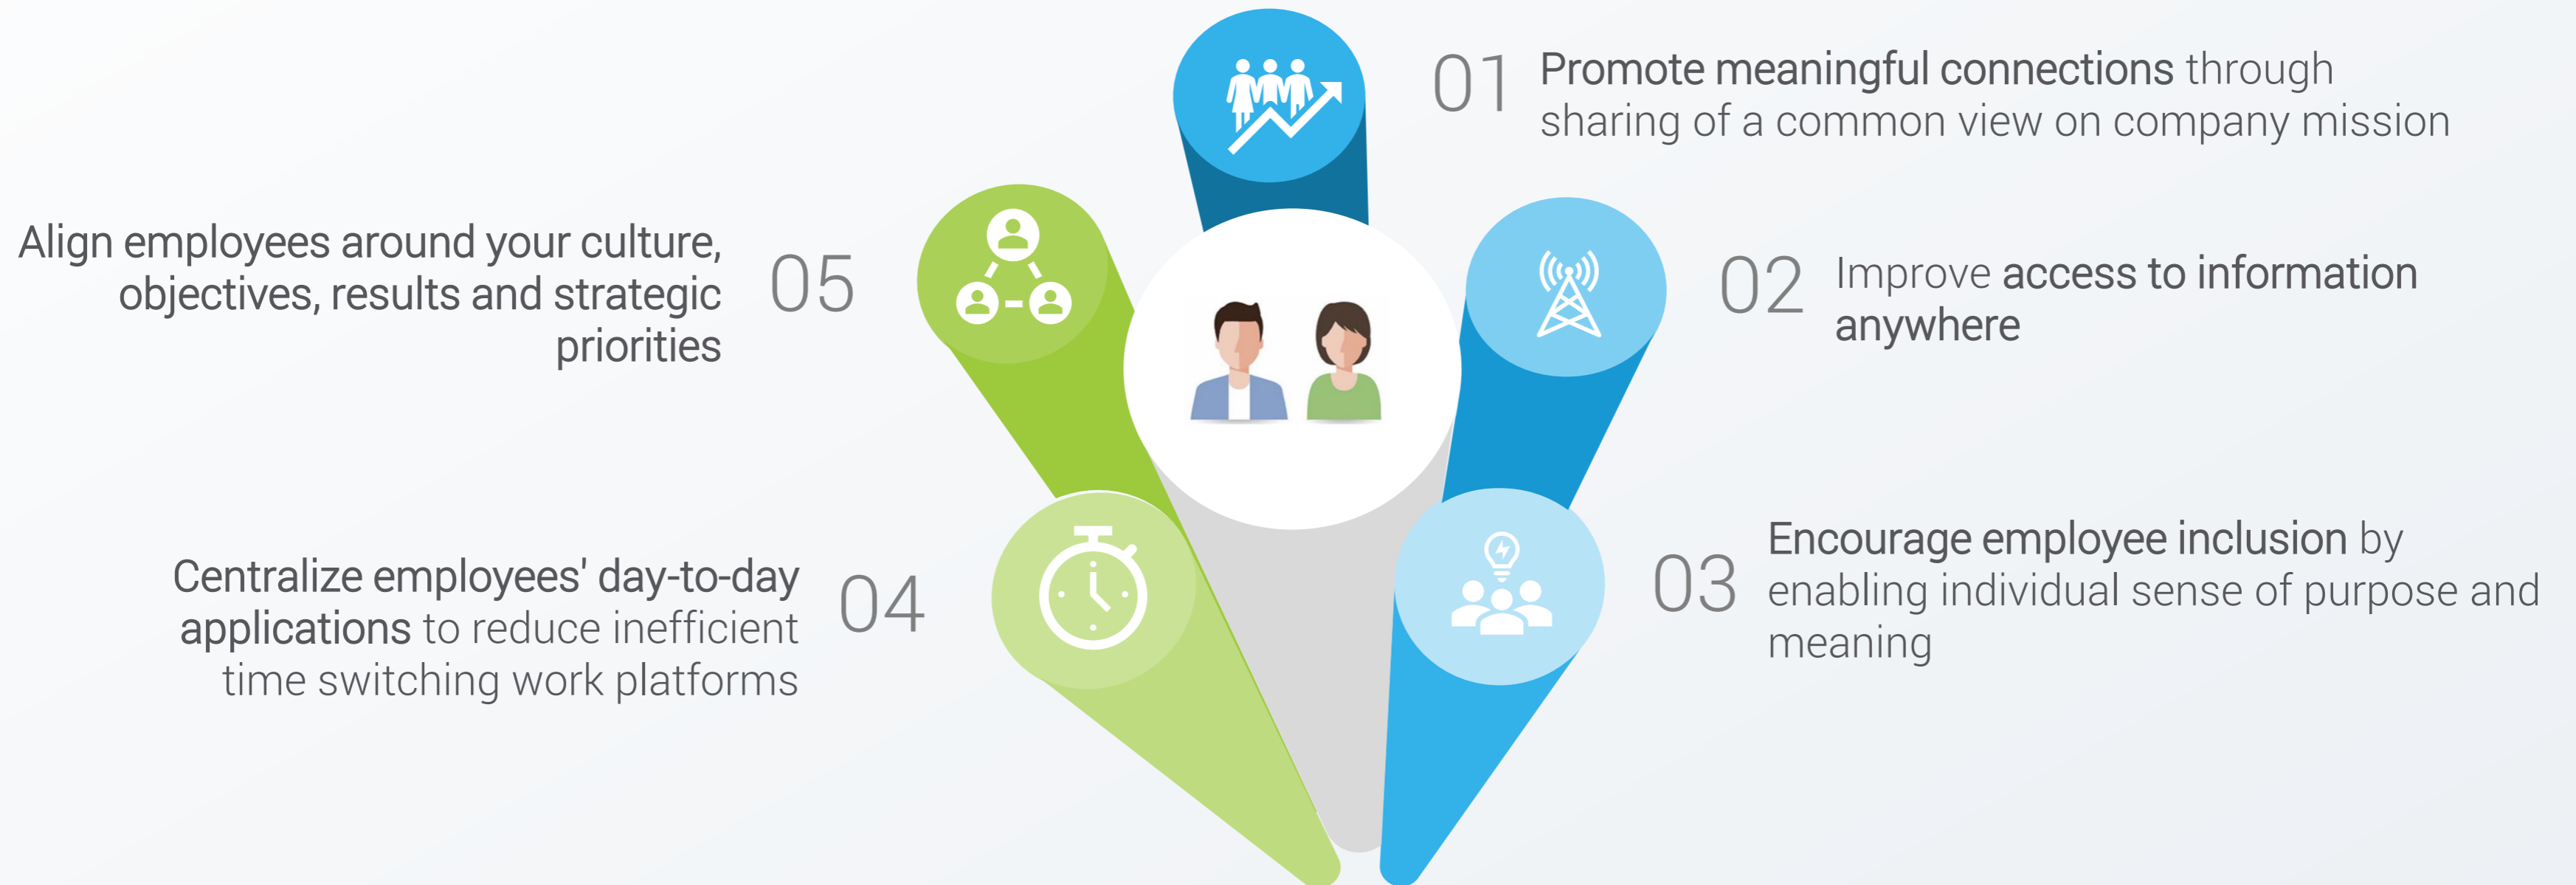 01
Promote meaningful connections through
sharing of a common view on company mission
02
Improve access to information
anywhere
03
Encourage employee inclusion by
enabling individual sense of purpose and
meaning
04
Centralize employees' day-to-day
applications to reduce inefficient
time switching work platforms
05
Align employees around your culture,
objectives, results and strategic
priorities